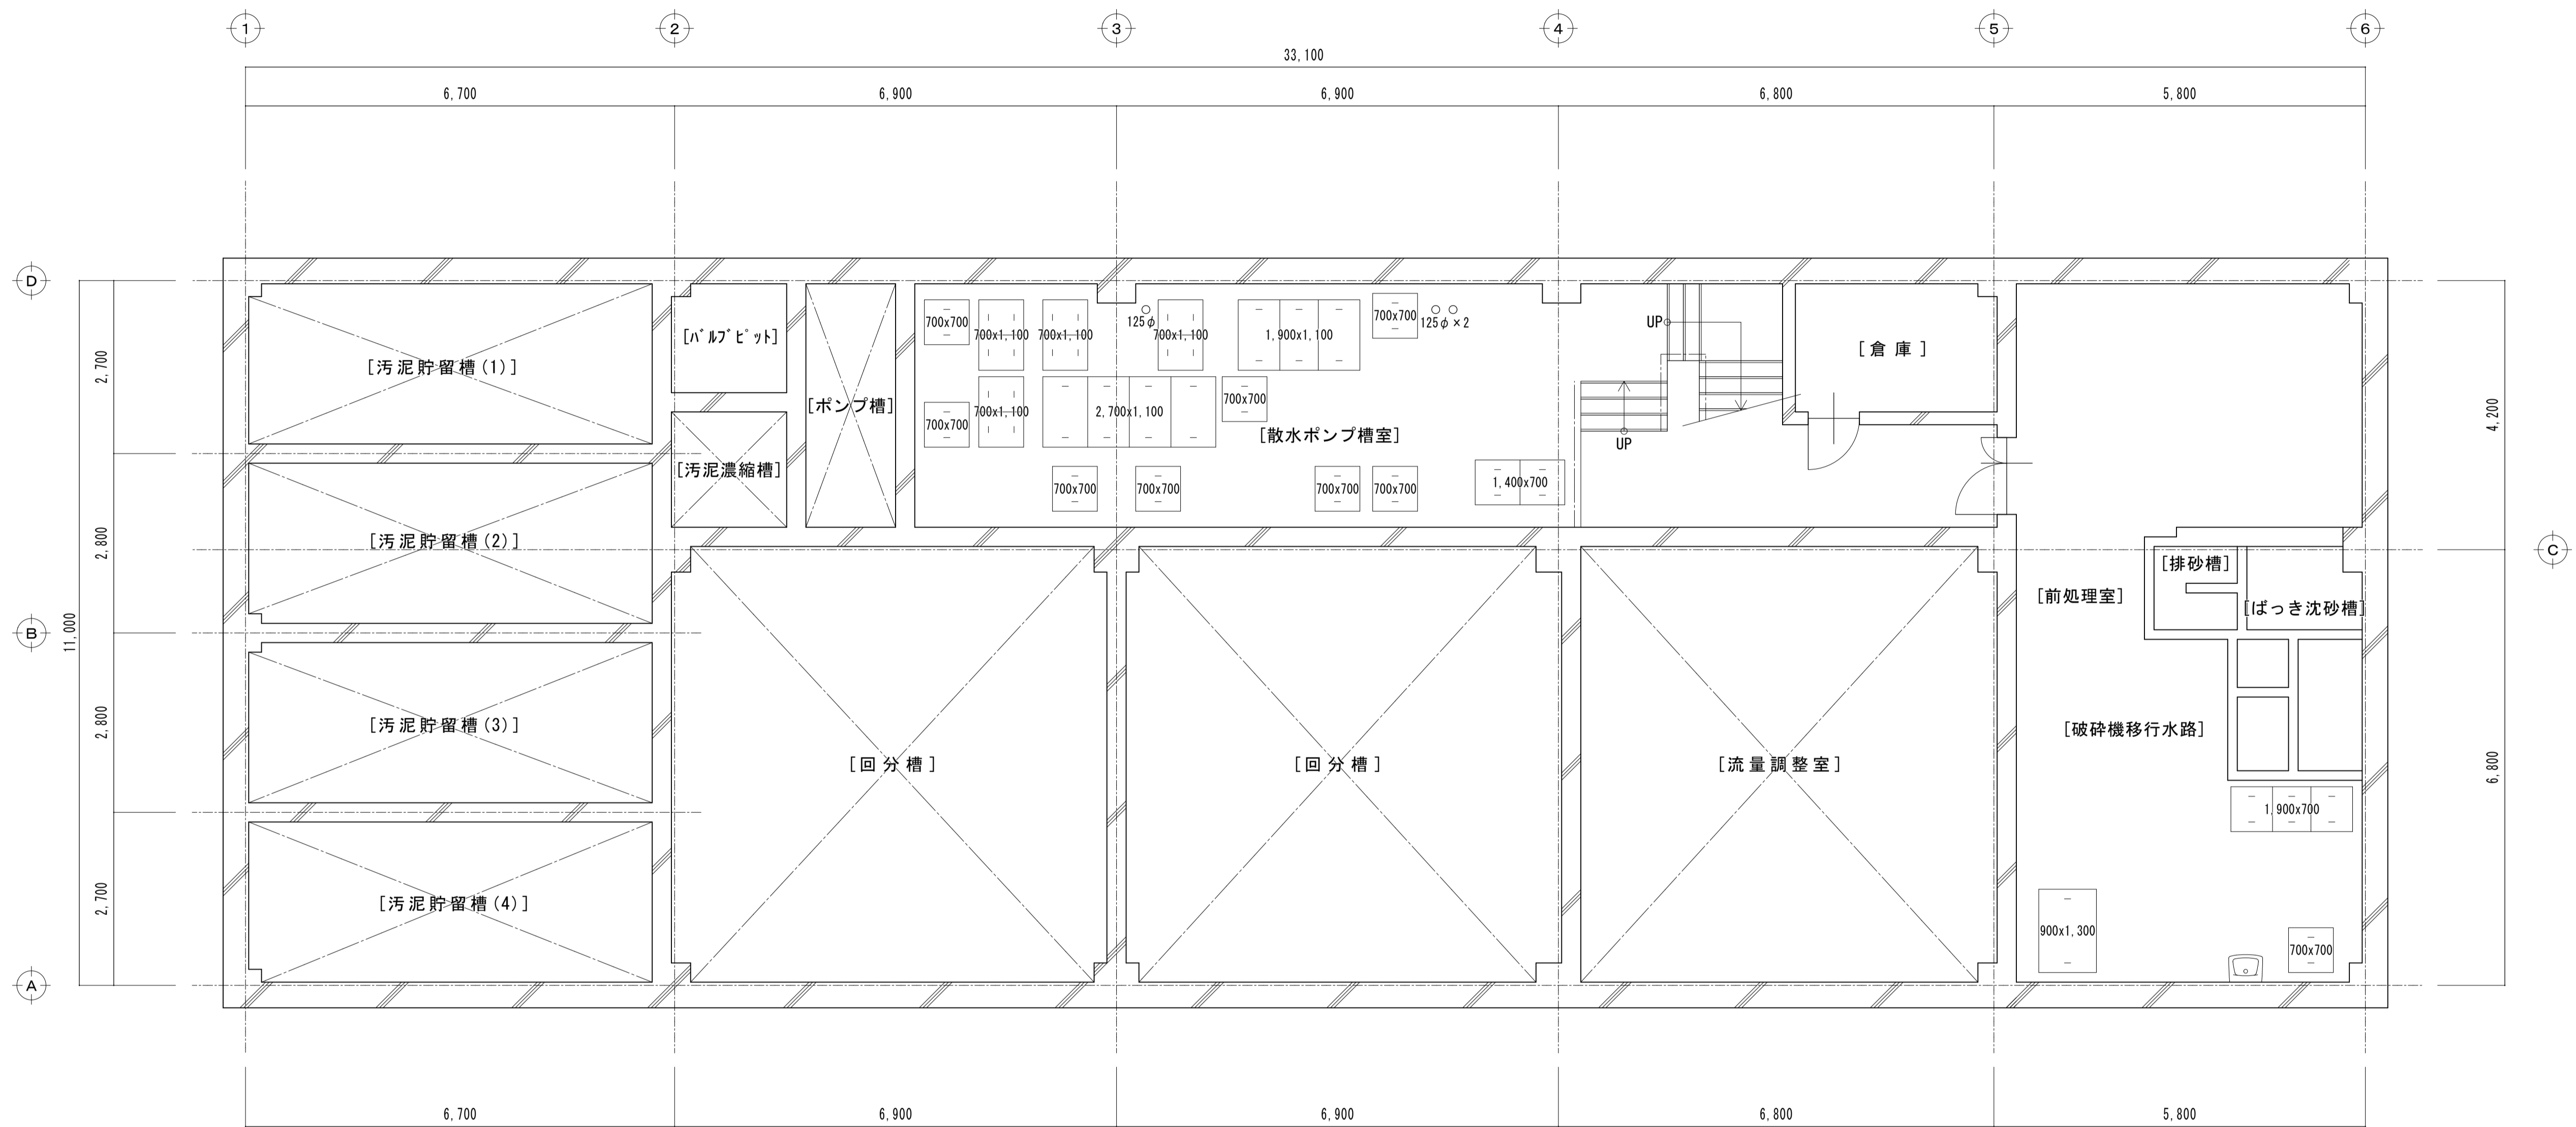 1 2 3 4 5 6
33,100
6,700 6,900 6,900 6,800 5,800
D
700x700 700x1,100 700x1,100 125φ 700x1,100 1,900x1,100 700x700 125φ×2 UP
[ﾊﾞﾙﾌﾞﾋﾟｯﾄ]
[倉庫]
2,700 [汚泥貯留槽(1)]
[ポンプ槽]
700x700 700x1,100 2,700x1,100 700x700
[散水ポンプ槽室]
UP
4,200
[汚泥濃縮槽]
700x700 700x700 700x700 700x700 1,400x700
2,800 [汚泥貯留槽(2)]
C
[排砂槽]
[前処理室] [ばっき沈砂槽]
11,000
B
2,800 [汚泥貯留槽(3)]
[破砕機移行水路]
[回分槽] [回分槽] [流量調整室]
6,800
1,900x700
2,700 [汚泥貯留槽(4)]
900x1,300 700x700
A
6,700 6,900 6,900 6,800 5,800